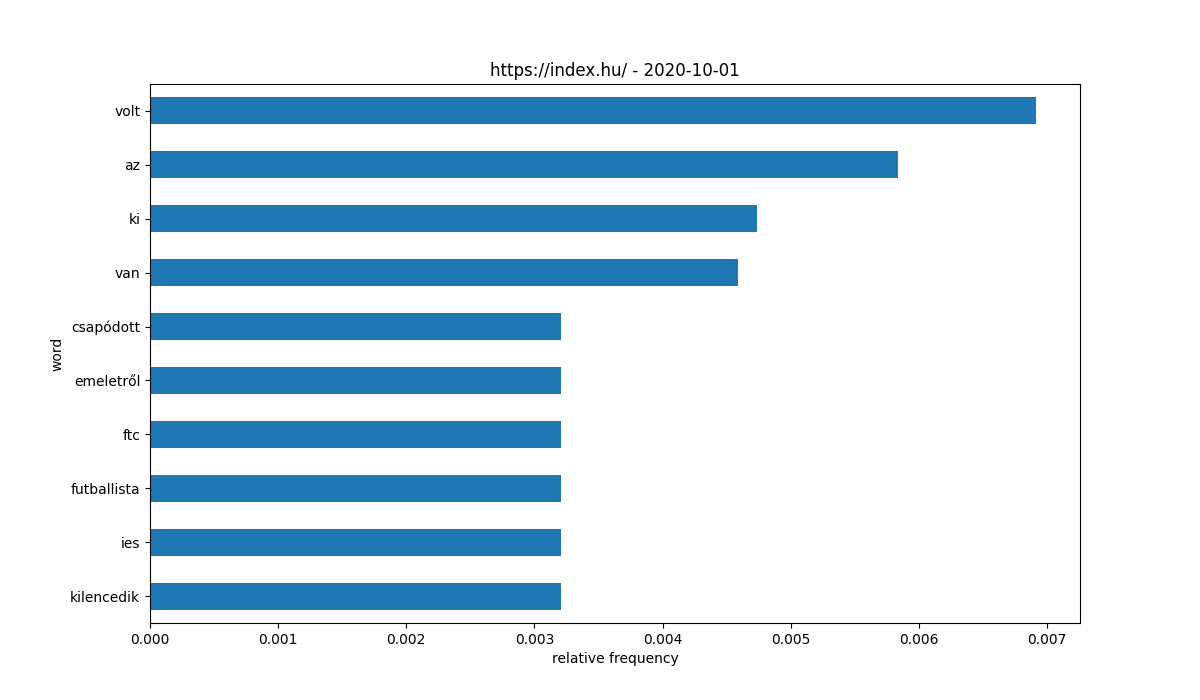 https://index.hu/ - 2020-10-01
volt
az
ki
van
csapódott
emeletről
ftc
futballista
ies
kilencedik
word
0.000 0.001 0.002 0.003 0.004 0.005 0.006 0.007
relative frequency